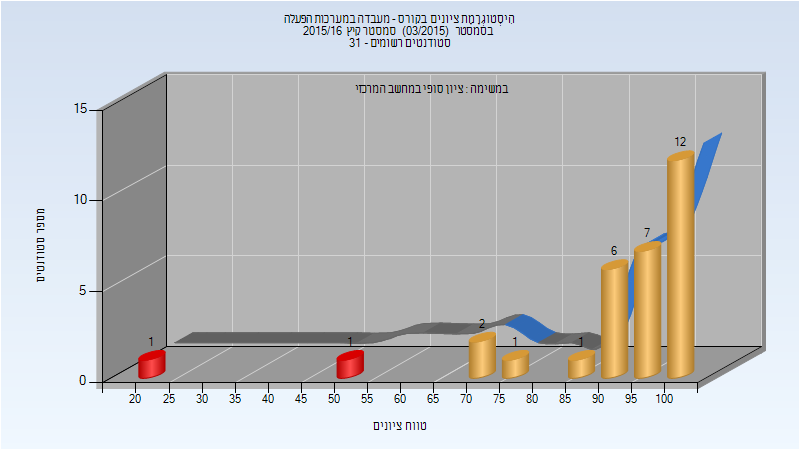 היסטוגרמת ציונים בקורס - מעבדה במערכות הפעלה
בסמסטר (03/2015) סמסטר קיץ 2015/16
סטודנטים רשומים - 31
במשימה : ציון סופי במחשב המרכזי
מספר סטודנטים
15
10
5
0
1
1
2
1
1
6
7
12
20 25 30 35 40 45 50 55 60 65 70 75 80 85 90 95 100
טווח ציונים